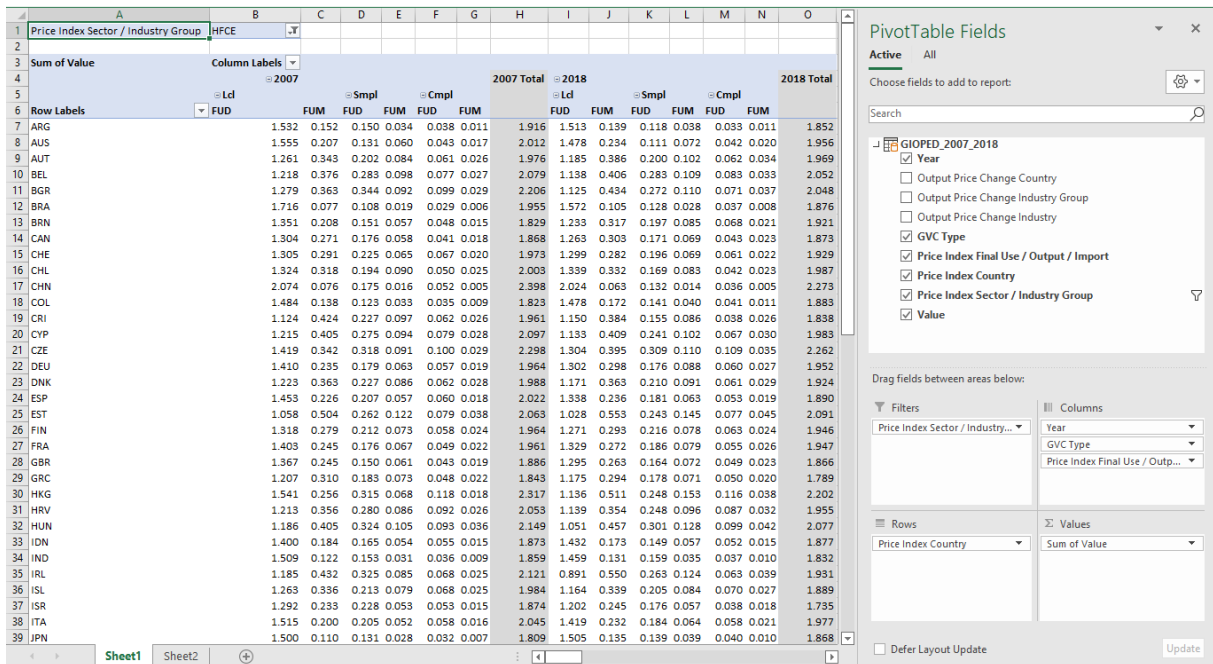 A B C D E F G H I J K L M N O
1 Price Index Sector / Industry Group HFCE
2
3 Sum of Value Column Labels
4 2007 2007 Total 2018 2018 Total
5 Lcl Smpl Cmpl Lcl Smpl Cmpl
6 Row Labels FUD FUM FUD FUM FUD FUM FUD FUM FUD FUM FUD FUM
7 ARG 1.532 0.152 0.150 0.034 0.038 0.011 1.916 1.513 0.139 0.118 0.038 0.033 0.011 1.852
8 AUS 1.555 0.207 0.131 0.060 0.043 0.017 2.012 1.478 0.234 0.111 0.072 0.042 0.020 1.956
9 AUT 1.261 0.343 0.202 0.084 0.061 0.026 1.976 1.185 0.386 0.200 0.102 0.062 0.034 1.969
10 BEL 1.218 0.376 0.283 0.098 0.077 0.027 2.079 1.138 0.406 0.283 0.109 0.083 0.033 2.052
11 BGR 1.279 0.363 0.344 0.092 0.099 0.029 2.206 1.125 0.434 0.272 0.110 0.071 0.037 2.048
12 BRA 1.716 0.077 0.108 0.019 0.029 0.006 1.955 1.572 0.105 0.128 0.028 0.037 0.008 1.876
13 BRN 1.351 0.208 0.151 0.057 0.048 0.015 1.829 1.233 0.317 0.197 0.085 0.068 0.021 1.921
14 CAN 1.304 0.271 0.176 0.058 0.041 0.018 1.868 1.263 0.303 0.171 0.069 0.043 0.023 1.873
15 CHE 1.305 0.291 0.225 0.065 0.067 0.020 1.973 1.299 0.282 0.196 0.069 0.061 0.022 1.929
16 CHL 1.324 0.318 0.194 0.090 0.050 0.025 2.003 1.339 0.332 0.169 0.083 0.042 0.023 1.987
17 CHN 2.074 0.076 0.175 0.016 0.052 0.005 2.398 2.024 0.063 0.132 0.014 0.036 0.005 2.273
18 COL 1.484 0.138 0.123 0.033 0.035 0.009 1.823 1.478 0.172 0.141 0.040 0.041 0.011 1.883
19 CRI 1.124 0.424 0.227 0.097 0.062 0.026 1.961 1.150 0.384 0.155 0.086 0.038 0.026 1.838
20 CYP 1.215 0.405 0.275 0.094 0.079 0.028 2.097 1.133 0.409 0.241 0.102 0.067 0.030 1.983
21 CZE 1.419 0.342 0.318 0.091 0.100 0.029 2.298 1.304 0.395 0.309 0.110 0.109 0.035 2.262
22 DEU 1.410 0.235 0.179 0.063 0.057 0.019 1.964 1.302 0.298 0.176 0.088 0.060 0.027 1.952
23 DNK 1.223 0.363 0.227 0.086 0.062 0.028 1.988 1.171 0.363 0.210 0.091 0.061 0.029 1.924
24 ESP 1.453 0.226 0.207 0.057 0.060 0.018 2.022 1.338 0.236 0.181 0.063 0.053 0.019 1.890
25 EST 1.058 0.504 0.262 0.122 0.079 0.038 2.063 1.028 0.553 0.243 0.145 0.077 0.045 2.091
26 FIN 1.318 0.279 0.212 0.073 0.058 0.024 1.964 1.271 0.293 0.216 0.078 0.063 0.024 1.946
27 FRA 1.403 0.245 0.176 0.067 0.049 0.022 1.961 1.329 0.272 0.186 0.079 0.055 0.026 1.947
28 GBR 1.367 0.245 0.150 0.061 0.043 0.019 1.886 1.295 0.263 0.164 0.072 0.049 0.023 1.866
29 GRC 1.207 0.310 0.183 0.073 0.048 0.022 1.843 1.175 0.294 0.178 0.071 0.050 0.020 1.789
30 HKG 1.541 0.256 0.315 0.068 0.118 0.018 2.317 1.136 0.511 0.248 0.153 0.116 0.038 2.202
31 HRV 1.213 0.356 0.280 0.086 0.092 0.026 2.053 1.139 0.354 0.248 0.096 0.087 0.032 1.955
32 HUN 1.186 0.405 0.324 0.105 0.093 0.036 2.149 1.051 0.457 0.301 0.128 0.099 0.042 2.077
33 IDN 1.400 0.184 0.165 0.054 0.055 0.015 1.873 1.432 0.173 0.149 0.057 0.052 0.015 1.877
34 IND 1.509 0.122 0.153 0.031 0.036 0.009 1.859 1.459 0.131 0.159 0.035 0.037 0.010 1.832
35 IRL 1.185 0.432 0.325 0.085 0.068 0.025 2.121 0.891 0.550 0.263 0.124 0.063 0.039 1.931
36 ISL 1.263 0.336 0.213 0.079 0.068 0.025 1.984 1.164 0.339 0.205 0.084 0.070 0.027 1.889
37 ISR 1.292 0.233 0.228 0.053 0.053 0.015 1.874 1.202 0.245 0.176 0.057 0.038 0.018 1.735
38 ITA 1.515 0.200 0.205 0.052 0.058 0.016 2.045 1.419 0.232 0.184 0.064 0.058 0.021 1.977
39 JPN 1.500 0.110 0.131 0.028 0.032 0.007 1.809 1.505 0.135 0.139 0.039 0.040 0.010 1.868
Sheet1 Sheet2
PivotTable Fields
Active All
Choose fields to add to report:
Search
GIOPED_2007_2018
Year
Output Price Change Country
Output Price Change Industry Group
Output Price Change Industry
GVC Type
Price Index Final Use / Output / Import
Price Index Country
Price Index Sector / Industry Group
Value
Drag fields between areas below:
Filters
Price Index Sector / Industry...
Columns
Year
GVC Type
Price Index Final Use / Outp...
Rows
Price Index Country
Σ Values
Sum of Value
Defer Layout Update
Update